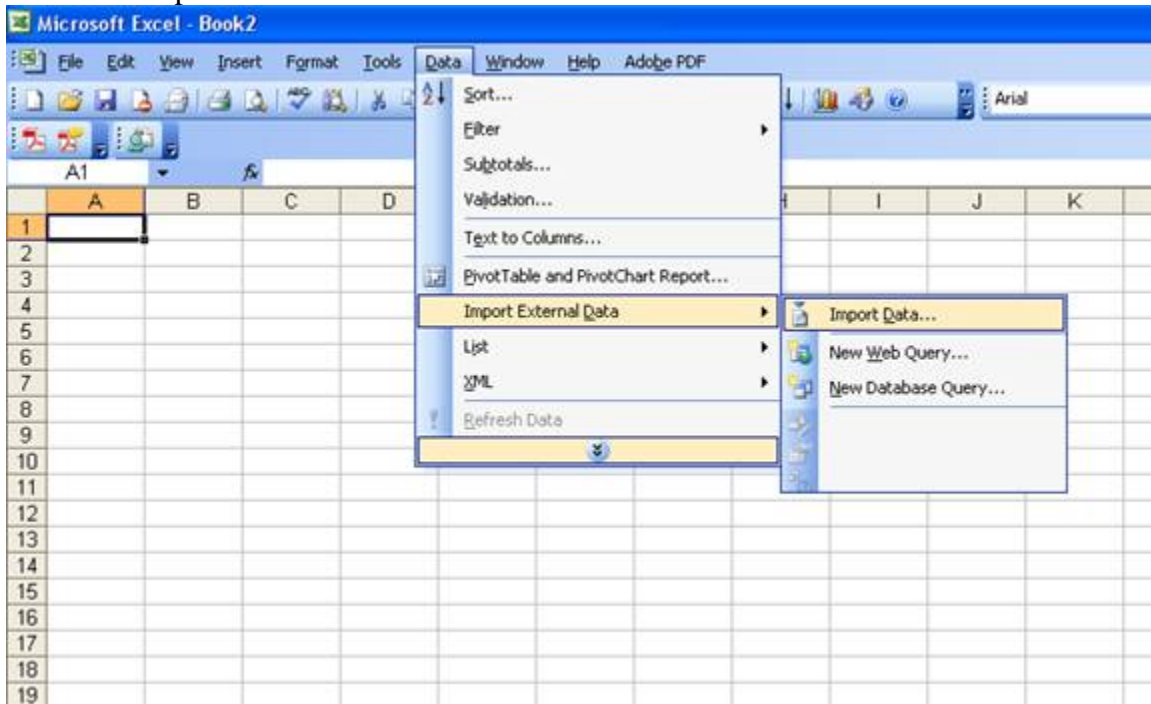 Microsoft Excel - Book2
File Edit View Insert Format Tools Data Window Help Adobe PDF
Arial
A1 fx
A B C D H I J K
Sort...
Filter
Subtotals...
Validation...
Text to Columns...
PivotTable and PivotChart Report...
Import External Data
List
XML
Refresh Data
Import Data...
New Web Query...
New Database Query...
1
2
3
4
5
6
7
8
9
10
11
12
13
14
15
16
17
18
19